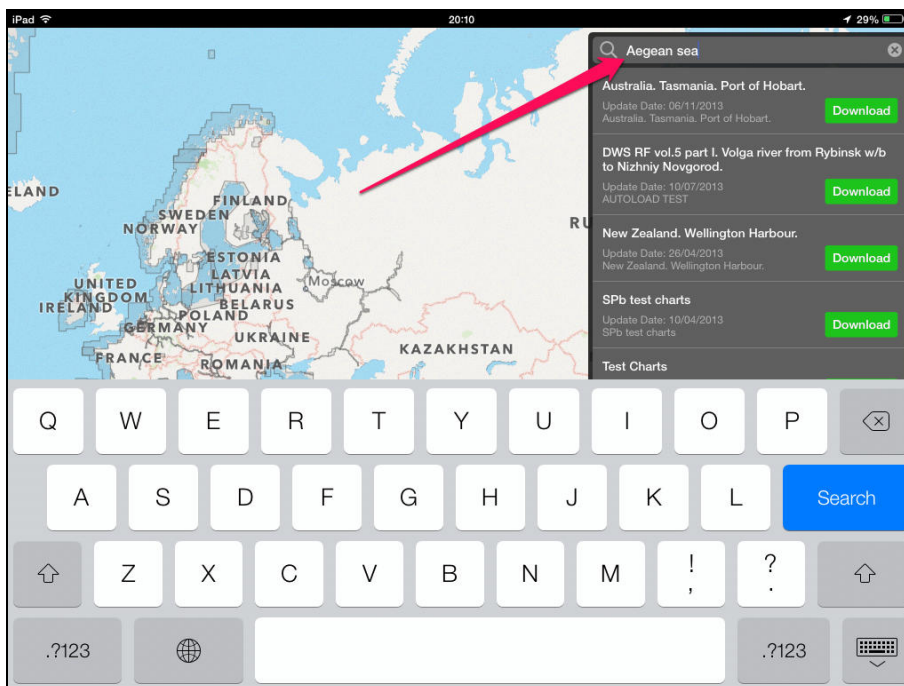 iPad
20:10
29%
Aegean sea
Australia. Tasmania. Port of Hobart.
Update Date: 06/11/2013
Australia. Tasmania. Port of Hobart.
Download
DWS RF vol.5 part I. Volga river from Rybinsk w/b
to Nizhniy Novgorod.
Update Date: 10/07/2013
AUTOLOAD TEST
Download
New Zealand. Wellington Harbour.
Update Date: 26/04/2013
New Zealand. Wellington Harbour.
Download
SPb test charts
Update Date: 10/04/2013
SPb test charts
Download
Test Charts
ELAND
FINLAND
SWEDEN
NORWAY
RU
ESTONIA
LATVIA
LITHUANIA
Moscow
UNITED
KINGDOM
IRELAND
BELARUS
POLAND
GERMANY
UKRAINE
FRANCE
ROMANIA
KAZAKHSTAN
Q W E R T Y U I O P
A S D F G H J K L Search
Z X C V B N M ! , ? .
.?123 .?123